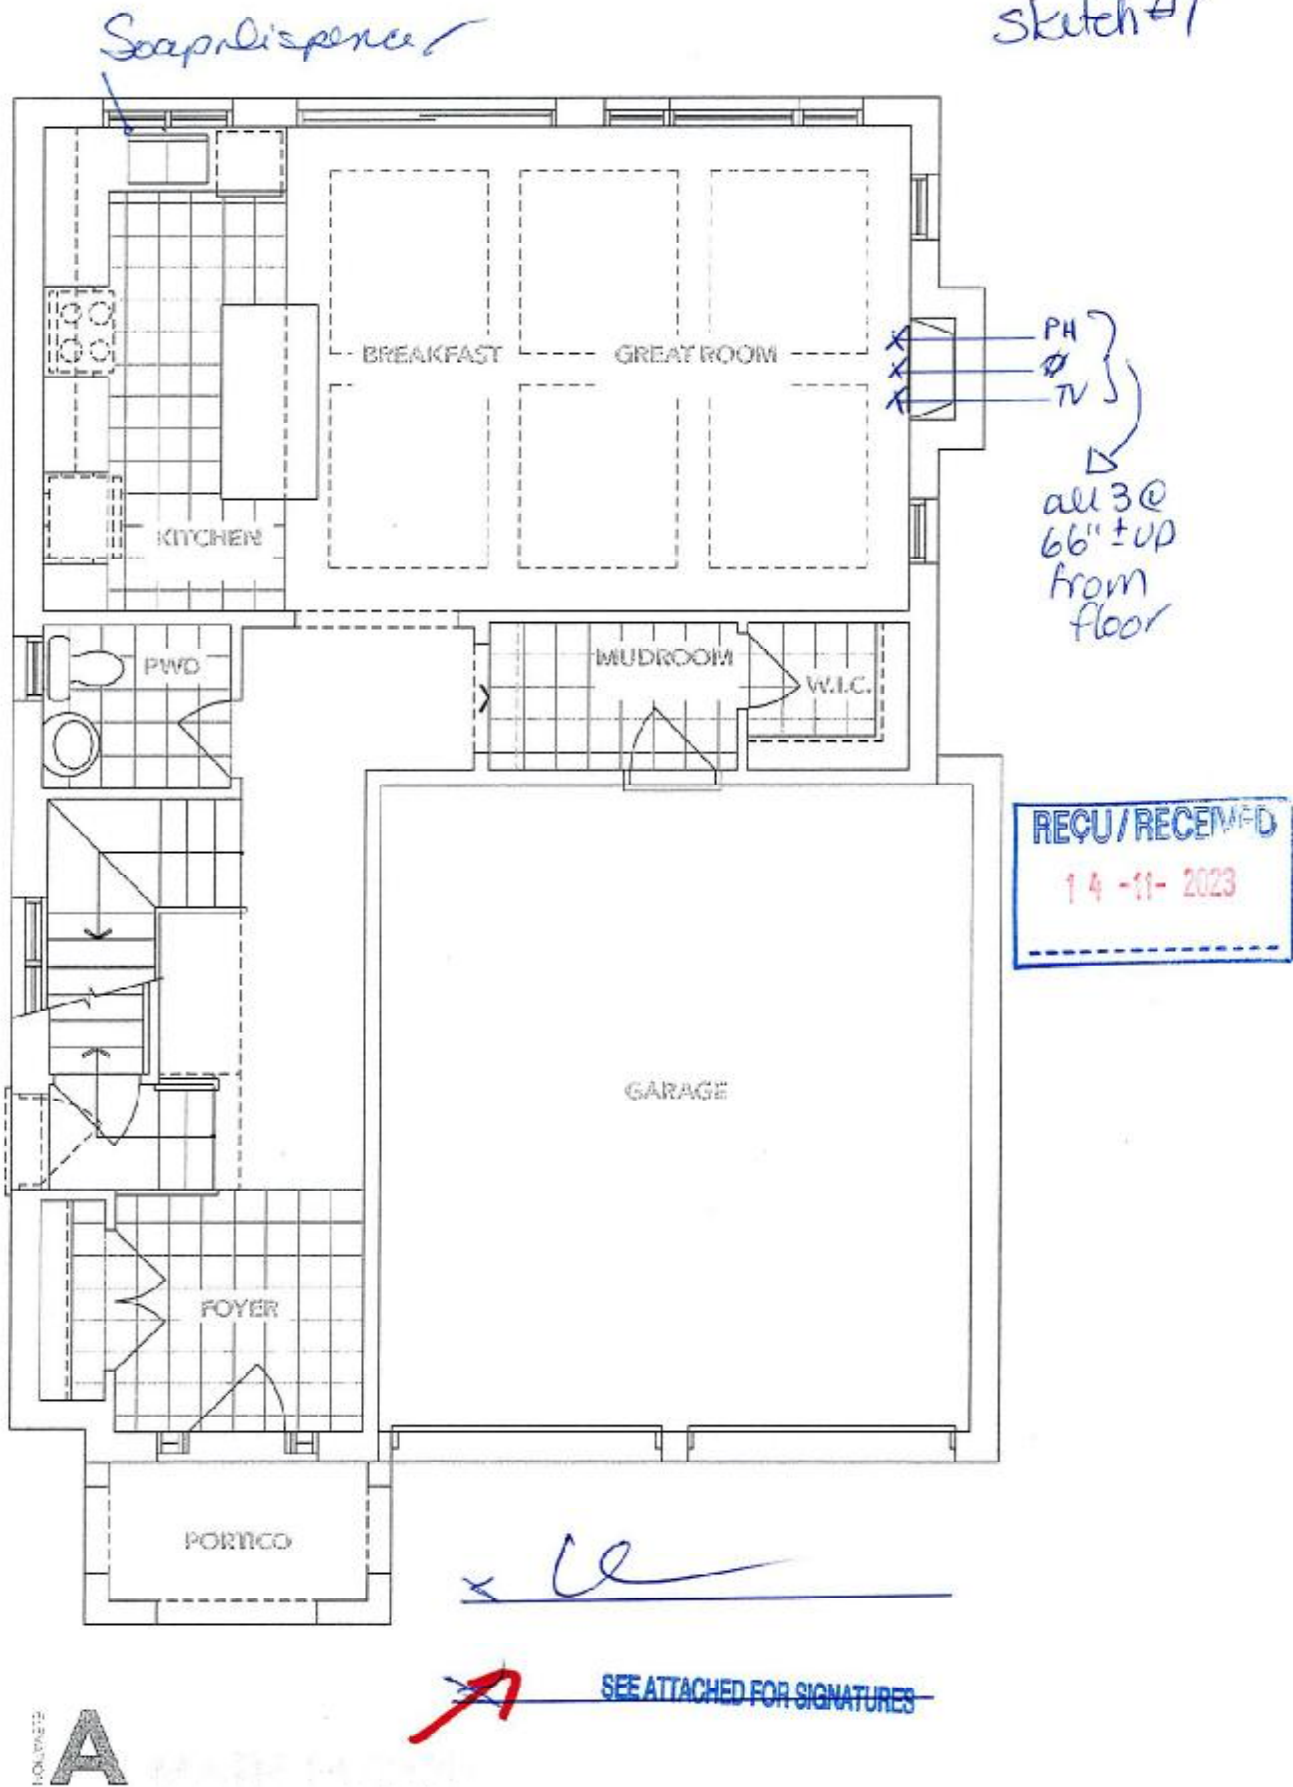 Soap dispencer
Sketch #1
BREAKFAST
GREAT ROOM
PH
Ø
TV
all 3 @
66" ± up
from
floor
KITCHEN
PWD
MUDROOM
W.I.C.
REÇU / RECEIVED
14 -11- 2023
GARAGE
FOYER
PORTICO
x
SEE ATTACHED FOR SIGNATURES
ELEVATION
A